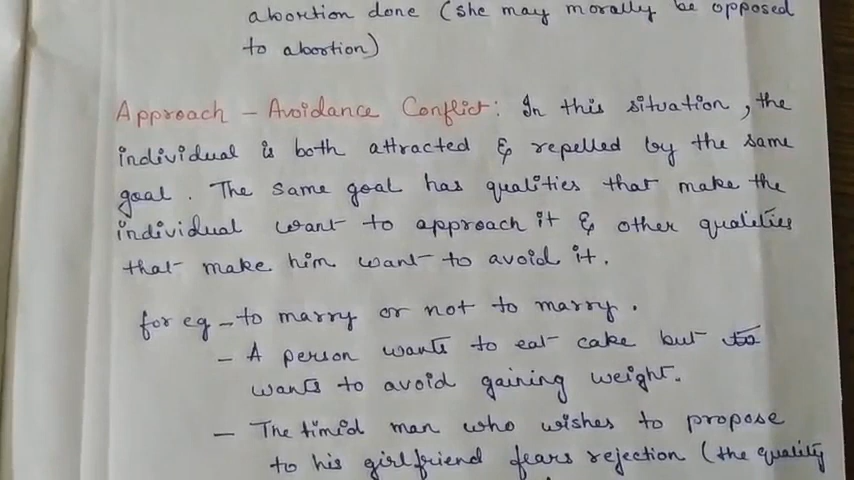 abortion done (she may morally be opposed
to abortion)
Approach - Avoidance Conflict: In this situation, the
individual is both attracted & repelled by the same
goal. The same goal has qualities that make the
individual want to approach it & other qualities
that make him want to avoid it.
for eg - to marry or not to marry.
- A person wants to eat cake but to
wants to avoid gaining weight.
- The timid man who wishes to propose
to his girlfriend fears rejection (the quality